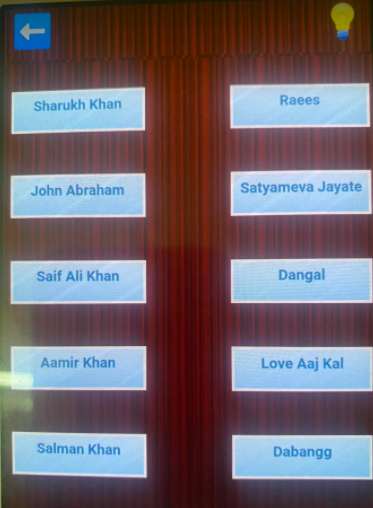 Sharukh Khan
Raees
John Abraham
Satyameva Jayate
Saif Ali Khan
Dangal
Aamir Khan
Love Aaj Kal
Salman Khan
Dabangg